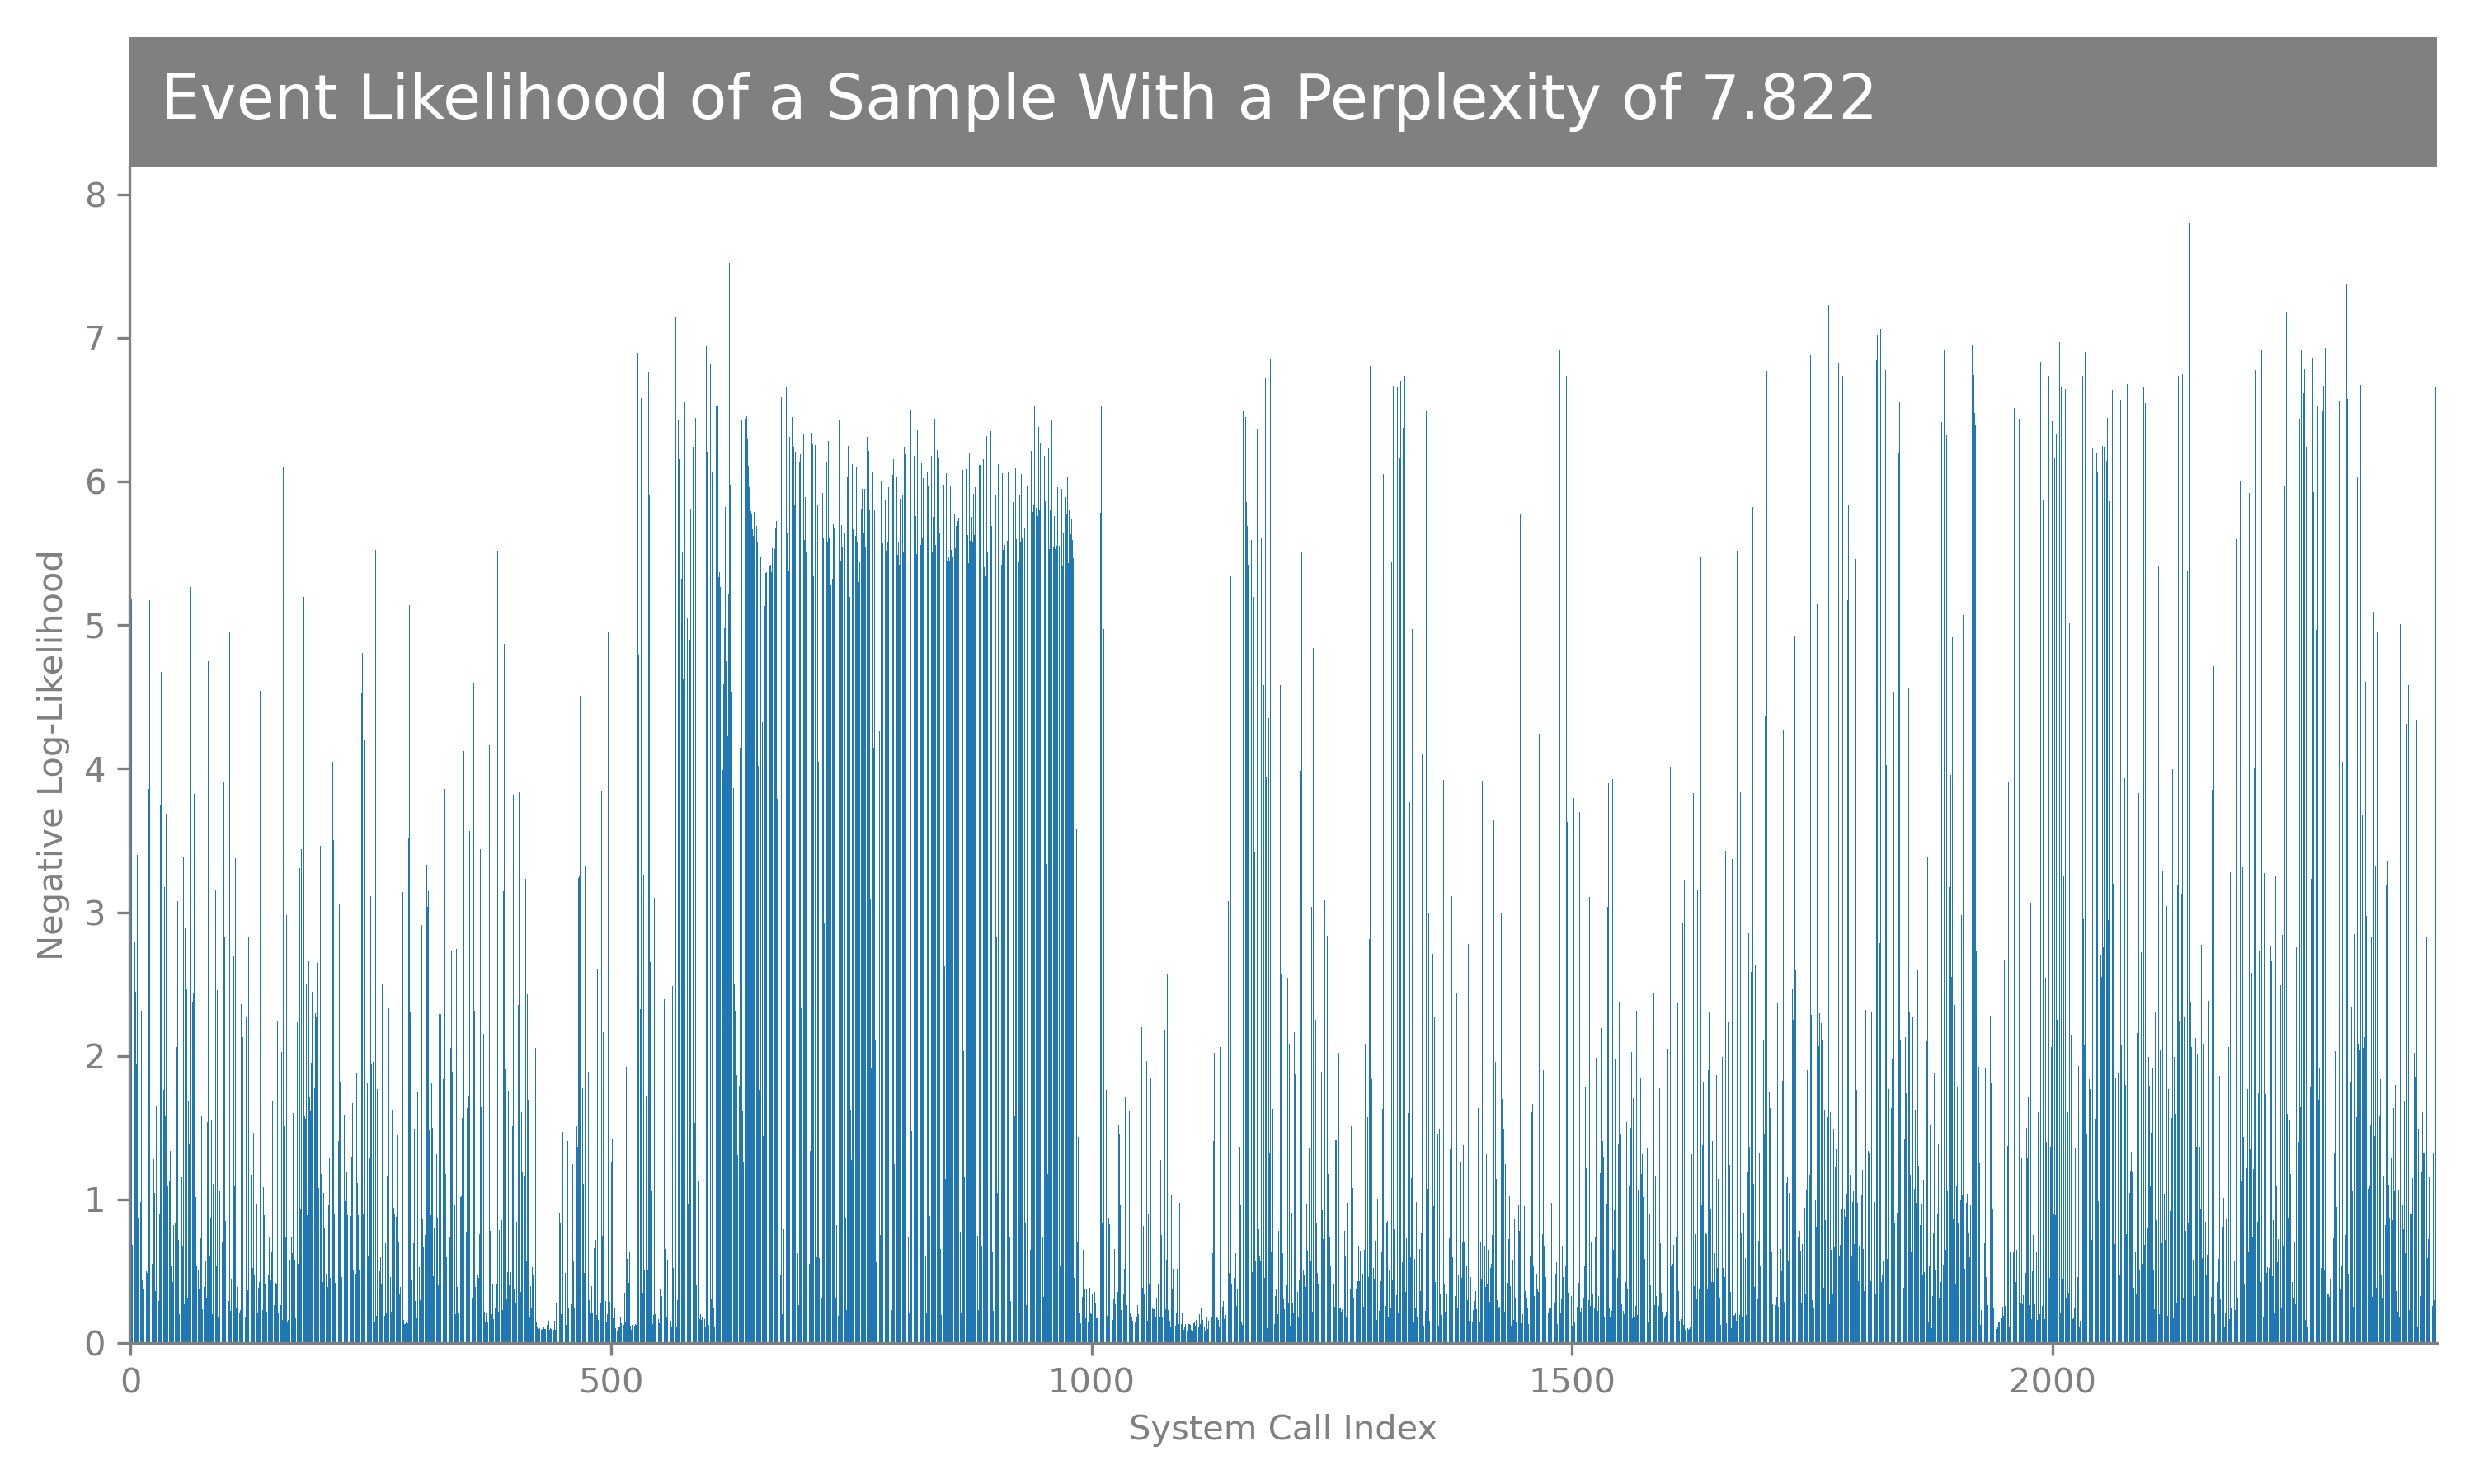 Event Likelihood of a Sample With a Perplexity of 7.822
8
7
6
5
4
3
2
1
0
Negative Log-Likelihood
0 500 1000 1500 2000
System Call Index